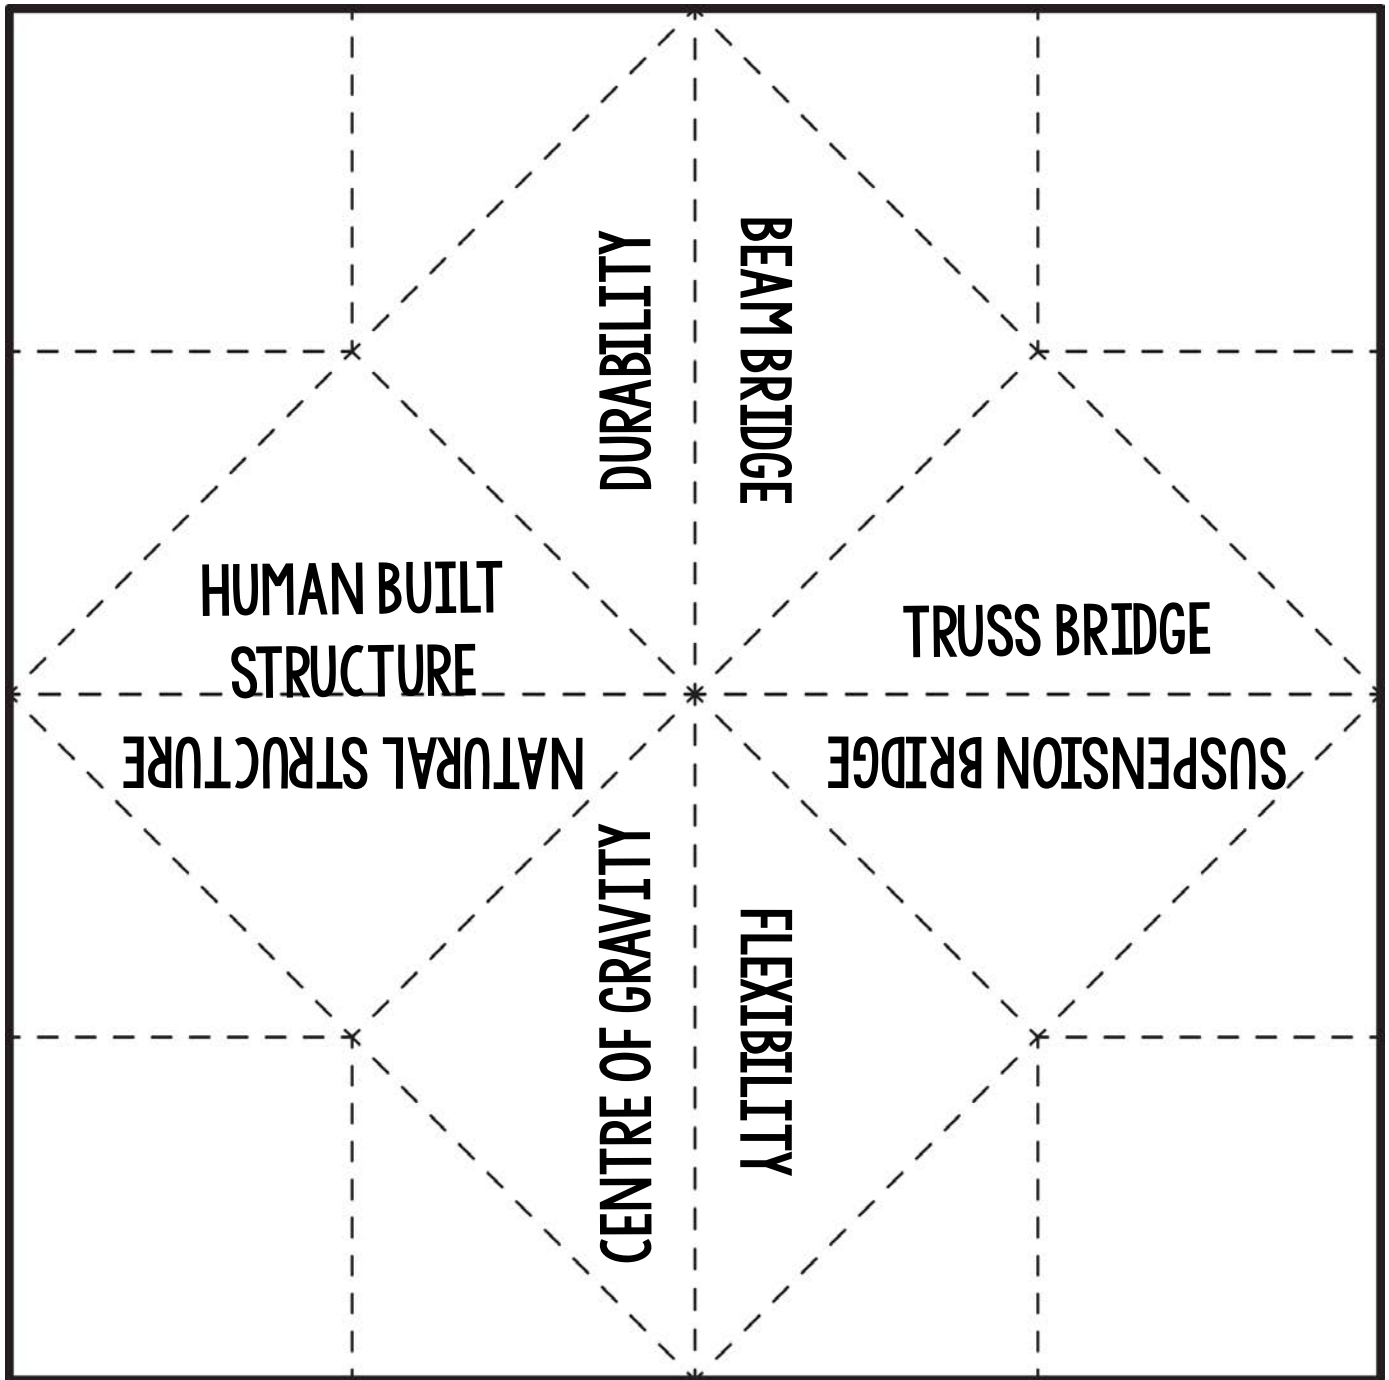 DURABILITY
BEAM BRIDGE
HUMAN BUILT
STRUCTURE
TRUSS BRIDGE
NATURAL STRUCTURE
SUSPENSION BRIDGE
CENTRE OF GRAVITY
FLEXIBILITY